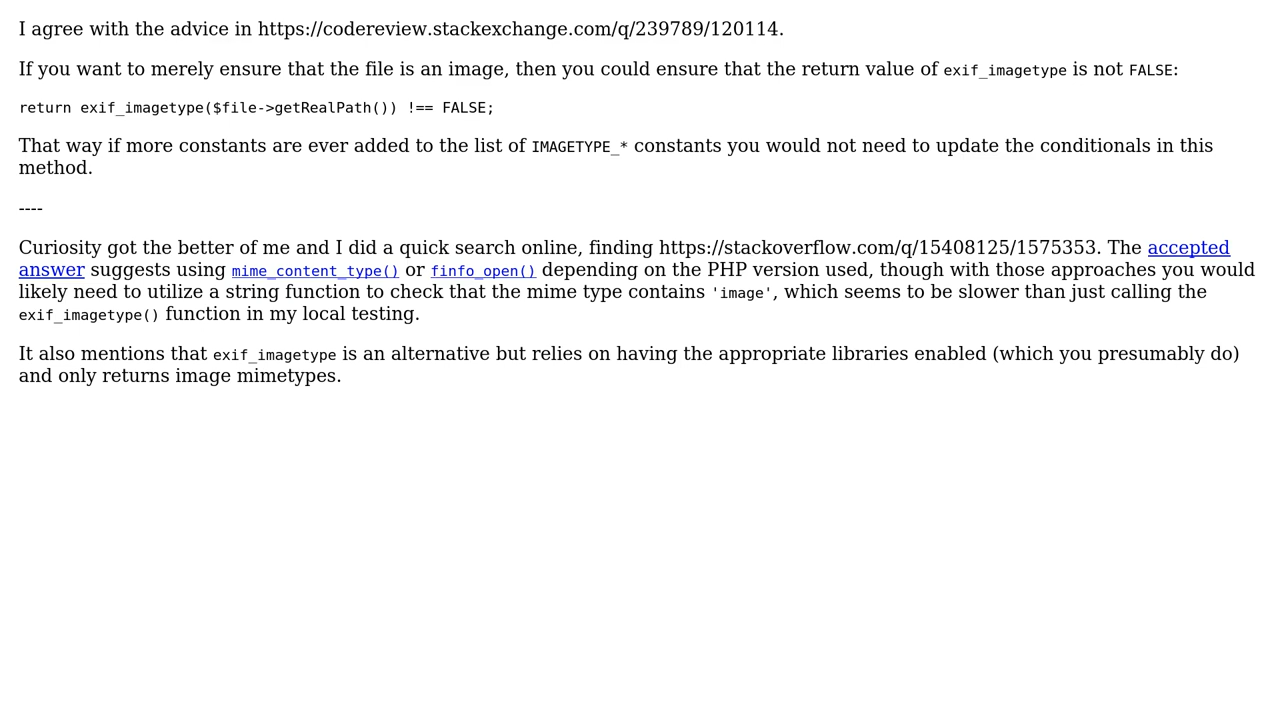 I agree with the advice in https://codereview.stackexchange.com/q/239789/120114.
If you want to merely ensure that the file is an image, then you could ensure that the return value of exif_imagetype is not FALSE:
return exif_imagetype($file->getRealPath()) !== FALSE;
That way if more constants are ever added to the list of IMAGETYPE_* constants you would not need to update the conditionals in this
method.
----
Curiosity got the better of me and I did a quick search online, finding https://stackoverflow.com/q/15408125/1575353. The accepted
answer suggests using mime_content_type() or finfo_open() depending on the PHP version used, though with those approaches you would
likely need to utilize a string function to check that the mime type contains 'image', which seems to be slower than just calling the
exif_imagetype() function in my local testing.
It also mentions that exif_imagetype is an alternative but relies on having the appropriate libraries enabled (which you presumably do)
and only returns image mimetypes.